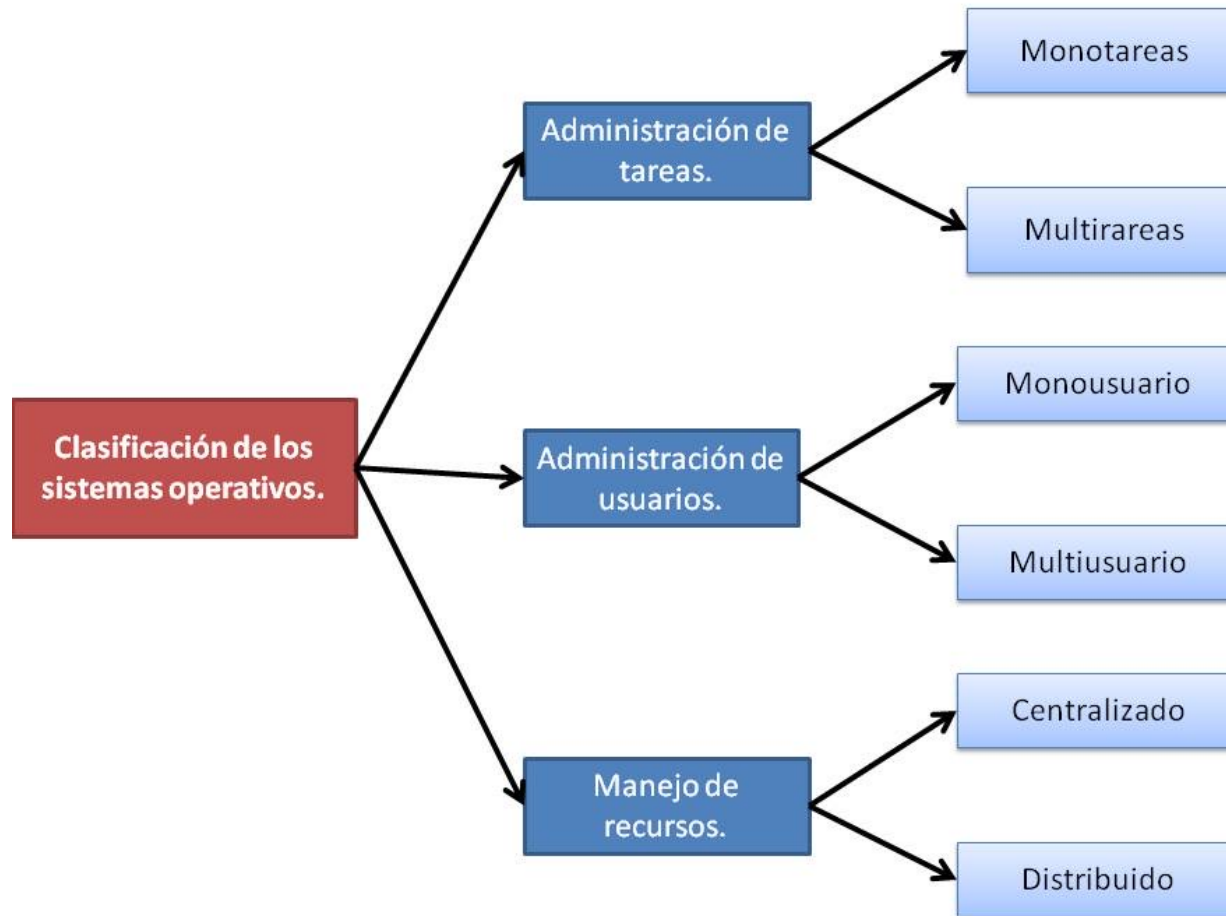 Monotareas
Administración de
tareas.
Multirareas
Monousuario
Clasificación de los
sistemas operativos.
Administración de
usuarios.
Multiusuario
Centralizado
Manejo de
recursos.
Distribuido